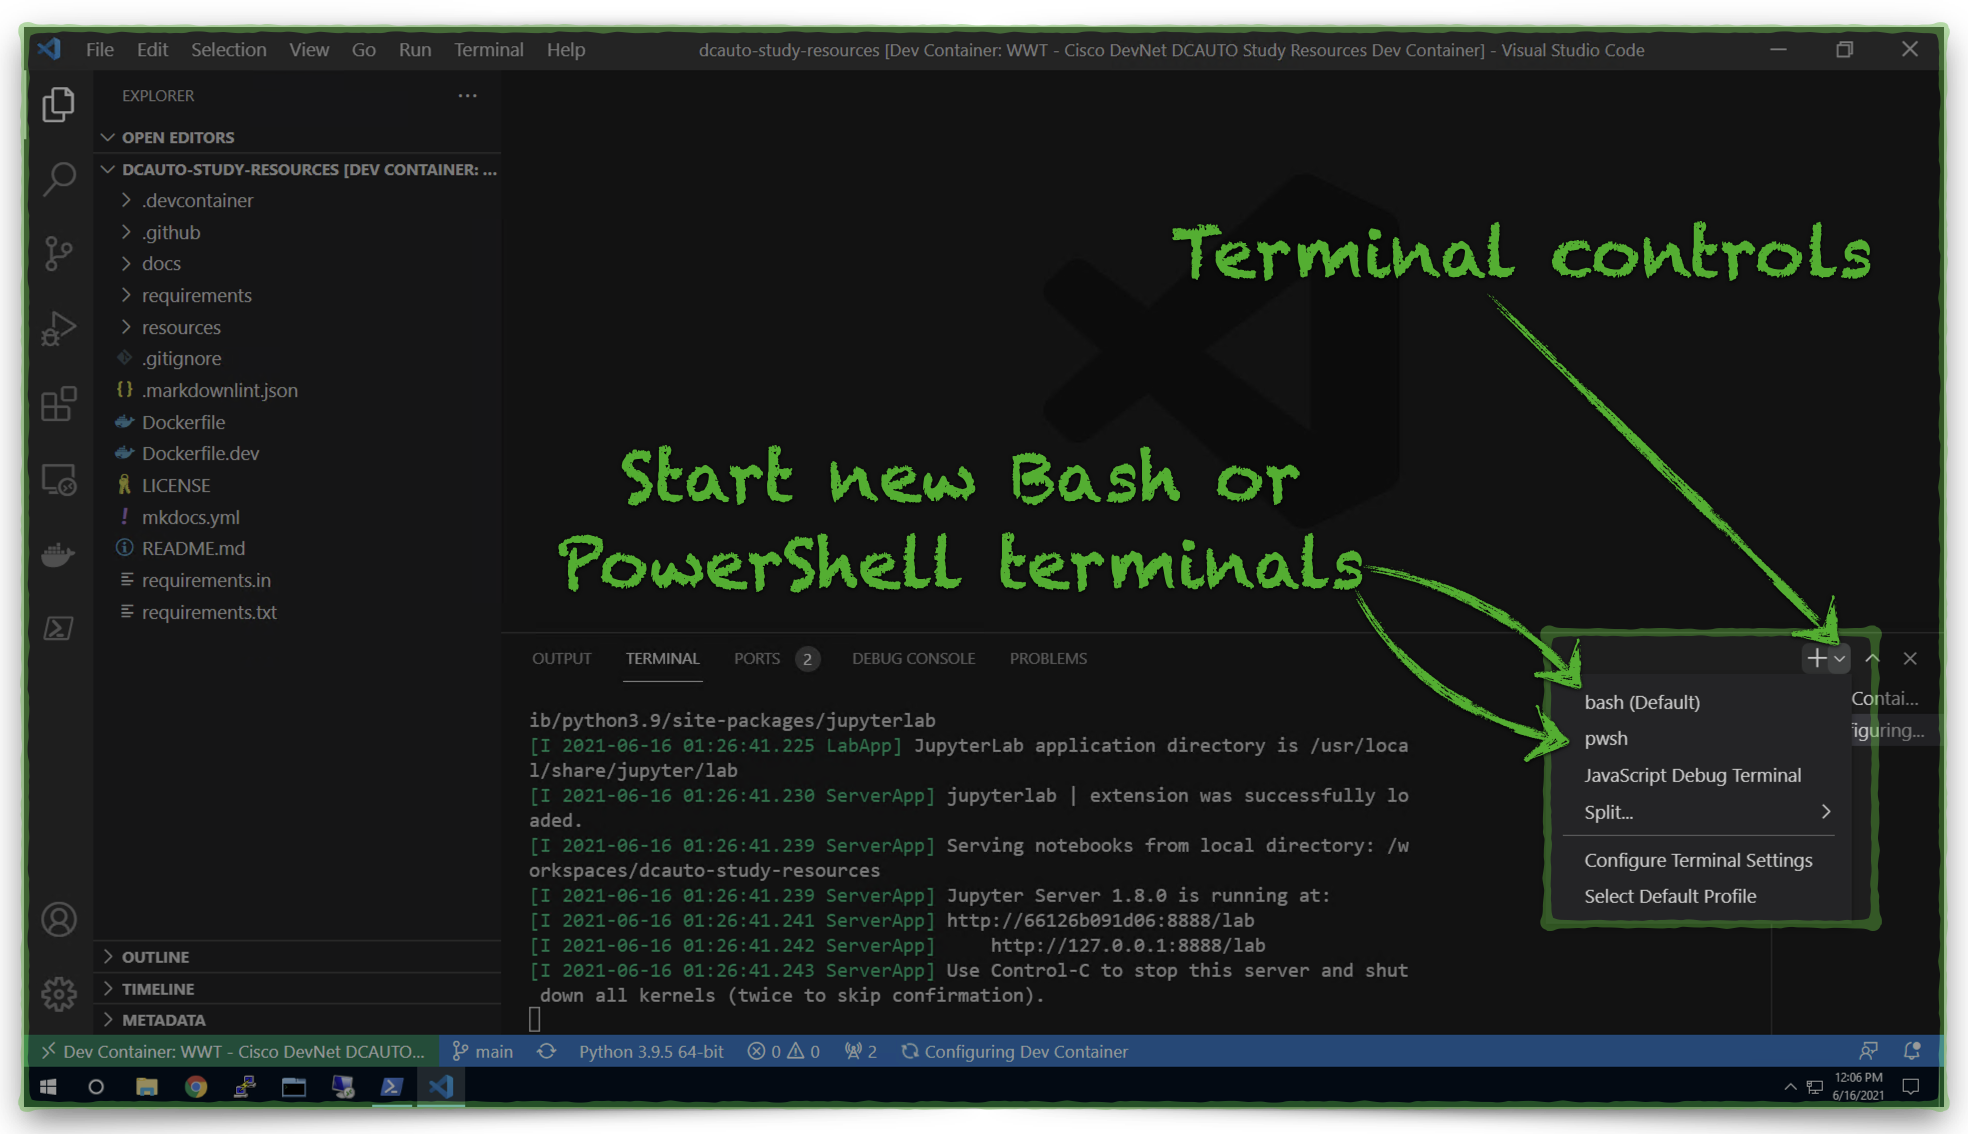 File Edit Selection View Go Run Terminal Help
dcauto-study-resources [Dev Container: WWT - Cisco DevNet DCAUTO Study Resources Dev Container] - Visual Studio Code
EXPLORER
OPEN EDITORS
DCAUTO-STUDY-RESOURCES [DEV CONTAINER: ...
.devcontainer
.github
docs
requirements
resources
.gitignore
.markdownlint.json
Dockerfile
Dockerfile.dev
LICENSE
mkdocs.yml
README.md
requirements.in
requirements.txt
OUTLINE
TIMELINE
METADATA
Terminal controls
Start new Bash or
PowerShell terminals
OUTPUT TERMINAL PORTS 2 DEBUG CONSOLE PROBLEMS
ib/python3.9/site-packages/jupyterlab
[I 2021-06-16 01:26:41.225 LabApp] JupyterLab application directory is /usr/loca
l/share/jupyter/lab
[I 2021-06-16 01:26:41.230 ServerApp] jupyterlab | extension was successfully lo
aded.
[I 2021-06-16 01:26:41.239 ServerApp] Serving notebooks from local directory: /w
orkspaces/dcauto-study-resources
[I 2021-06-16 01:26:41.239 ServerApp] Jupyter Server 1.8.0 is running at:
[I 2021-06-16 01:26:41.241 ServerApp] http://66126b091d06:8888/lab
[I 2021-06-16 01:26:41.242 ServerApp]     http://127.0.0.1:8888/lab
[I 2021-06-16 01:26:41.243 ServerApp] Use Control-C to stop this server and shut
down all kernels (twice to skip confirmation).
bash (Default)
pwsh
JavaScript Debug Terminal
Split...
Configure Terminal Settings
Select Default Profile
Contai...
iguring...
Dev Container: WWT - Cisco DevNet DCAUTO... main Python 3.9.5 64-bit 0 0 2 Configuring Dev Container
12:06 PM
6/16/2021